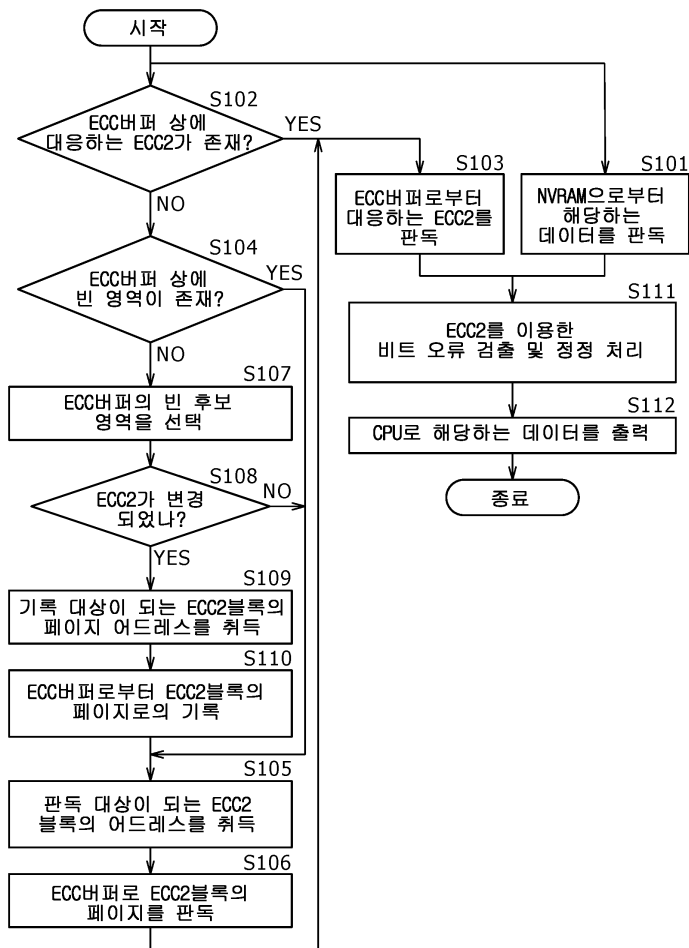 시작
S102
ECC버퍼 상에
대응하는 ECC2가 존재?
YES
NO
S103
ECC버퍼로부터
대응하는 ECC2를
판독
S101
NVRAM으로부터
해당하는
데이터를 판독
S104
ECC버퍼 상에
빈 영역이 존재?
YES
NO
S111
ECC2를 이용한
비트 오류 검출 및 정정 처리
S107
ECC버퍼의 빈 후보
영역을 선택
S112
CPU로 해당하는 데이터를 출력
종료
S108
ECC2가 변경
되었나?
NO
YES
S109
기록 대상이 되는 ECC2블록의
페이지 어드레스를 취득
S110
ECC버퍼로부터 ECC2블록의
페이지로의 기록
S105
판독 대상이 되는 ECC2
블록의 어드레스를 취득
S106
ECC버퍼로 ECC2블록의
페이지를 판독